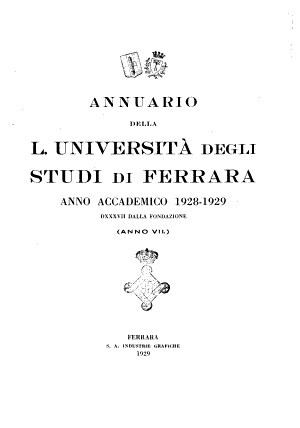 ANNUARIO
DELLA
L. UNIVERSITÀ DEGLI
STUDI DI FERRARA
ANNO ACCADEMICO 1928-1929
DXXXVII DALLA FONDAZIONE
(ANNO VII.)
FERRARA
S. A. INDUSTRIE GRAFICHE
1929